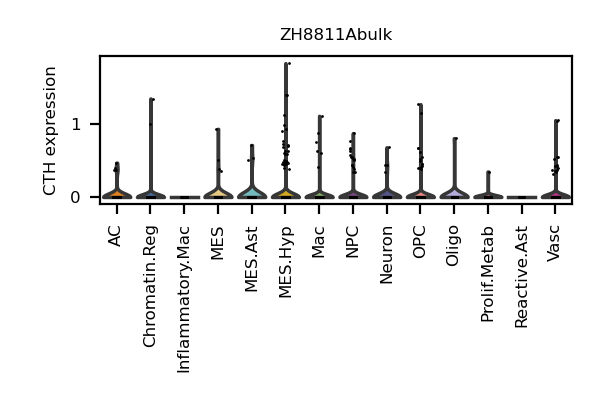 ZH8811Abulk
CTH expression
1
0
AC
Chromatin.Reg
Inflammatory.Mac
MES
MES.Ast
MES.Hyp
Mac
NPC
Neuron
OPC
Oligo
Prolif.Metab
Reactive.Ast
Vasc